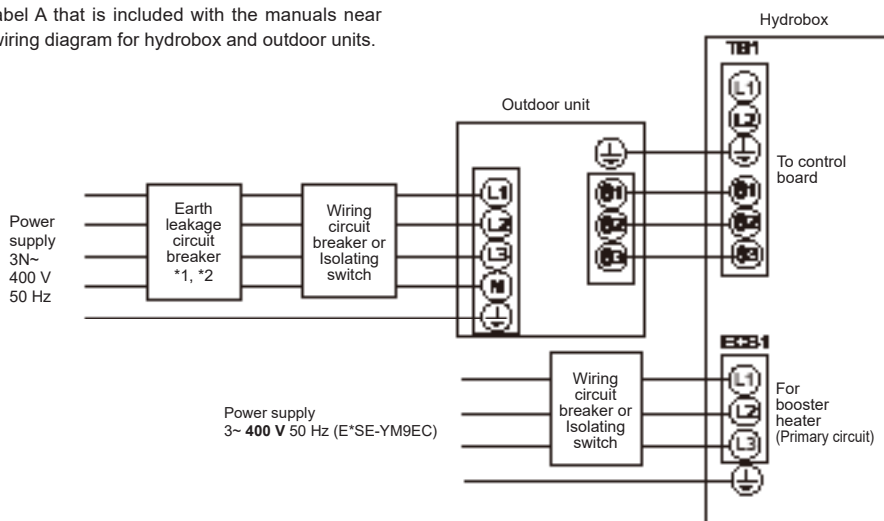 abel A that is included with the manuals near
wiring diagram for hydrobox and outdoor units.
Hydrobox
TB1
L1
L2
To control
board
S1
S2
S3
Outdoor unit
S1
S2
S3
L1
L2
L3
N
Power
supply
3N~
400 V
50 Hz
Earth
leakage
circuit
breaker
*1, *2
Wiring
circuit
breaker or
Isolating
switch
ECB1
L1
L2
L3
For
booster
heater
(Primary circuit)
Wiring
circuit
breaker or
Isolating
switch
Power supply
3~ 400 V 50 Hz (E*SE-YM9EC)